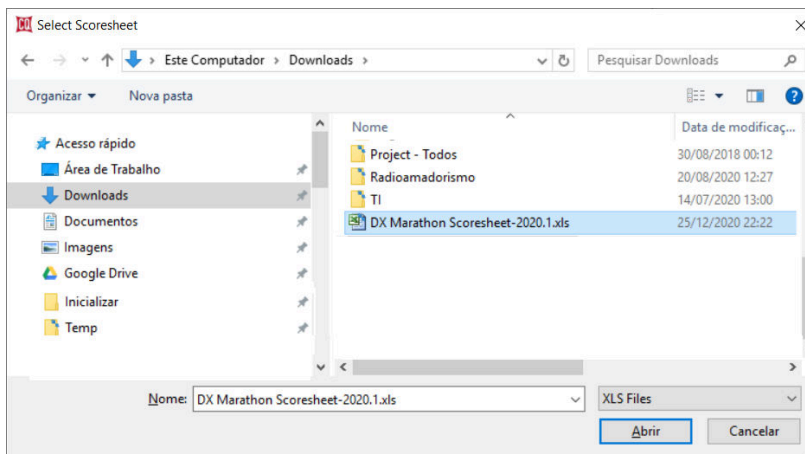 CQ Select Scoresheet
Este Computador > Downloads >
Pesquisar Downloads
Organizar Nova pasta
Nome Data de modificaç...
Acesso rápido
Área de Trabalho
Downloads
Documentos
Imagens
Google Drive
Inicializar
Temp
Project - Todos 30/08/2018 00:12
Radioamadorismo 20/08/2020 12:27
TI 14/07/2020 13:00
DX Marathon Scoresheet-2020.1.xls 25/12/2020 22:22
Nome: DX Marathon Scoresheet-2020.1.xls XLS Files
Abrir Cancelar